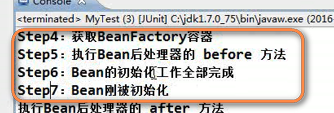 Console
<terminated> MyTest (3) [JUnit] C:\jdk1.7.0_75\bin\javaw.exe (2016-
Step4：获取BeanFactory容器
Step5：执行Bean后处理器的 before 方法
Step6：Bean的初始化工作全部完成
Step7：Bean刚被初始化
执行Bean后处理器的 after 方法